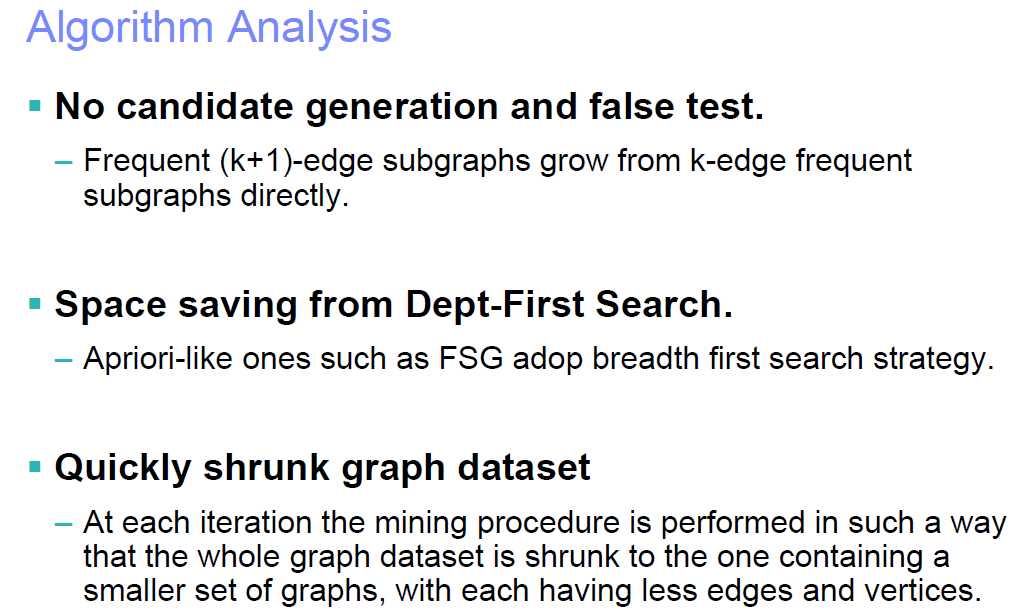 Algorithm Analysis
▪ No candidate generation and false test.
– Frequent (k+1)-edge subgraphs grow from k-edge frequent
subgraphs directly.
▪ Space saving from Dept-First Search.
– Apriori-like ones such as FSG adop breadth first search strategy.
▪ Quickly shrunk graph dataset
– At each iteration the mining procedure is performed in such a way
that the whole graph dataset is shrunk to the one containing a
smaller set of graphs, with each having less edges and vertices.